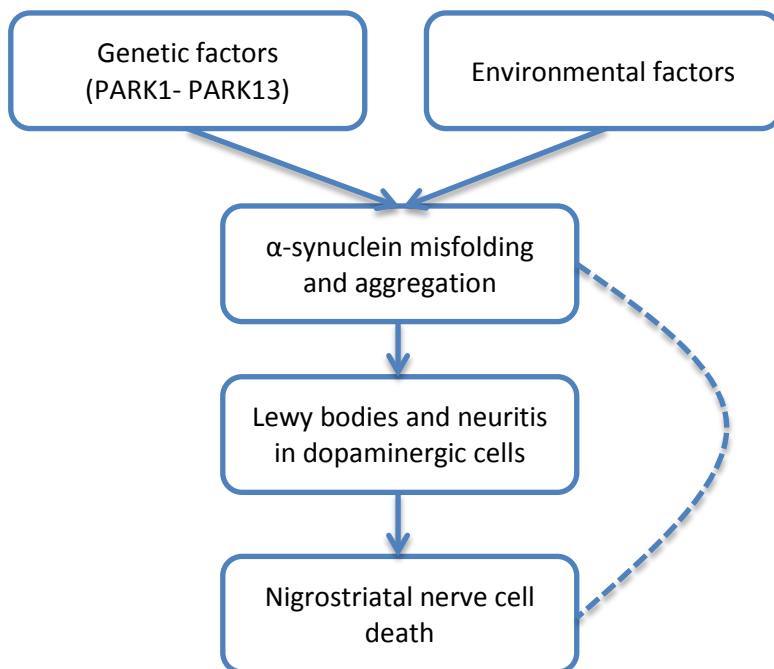 Genetic factors
(PARK1- PARK13)
Environmental factors
α-synuclein misfolding
and aggregation
Lewy bodies and neuritis
in dopaminergic cells
Nigrostriatal nerve cell
death